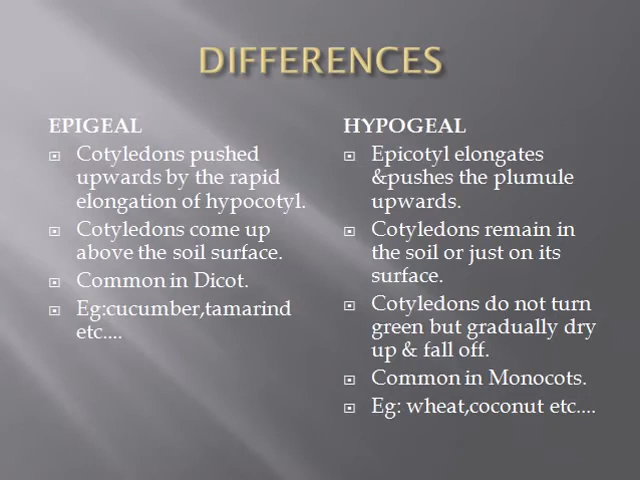 DIFFERENCES
EPIGEAL
Cotyledons pushed
upwards by the rapid
elongation of hypocotyl.
Cotyledons come up
above the soil surface.
Common in Dicot.
Eg:cucumber,tamarind
etc....
HYPOGEAL
Epicotyl elongates
&pushes the plumule
upwards.
Cotyledons remain in
the soil or just on its
surface.
Cotyledons do not turn
green but gradually dry
up & fall off.
Common in Monocots.
Eg: wheat,coconut etc....